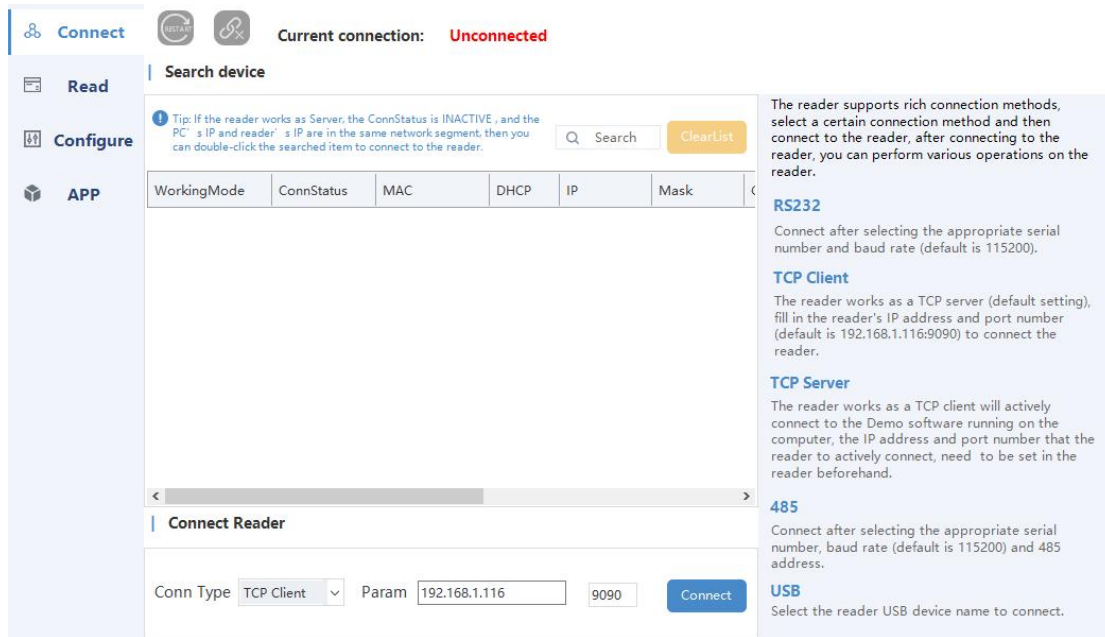 Connect
Read
Configure
APP
RESTART
Current connection: Unconnected
Search device
Tip: If the reader works as Server, the ConnStatus is INACTIVE , and the
PC's IP and reader's IP are in the same network segment, then you
can double-click the searched item to connect to the reader.
Search
ClearList
WorkingMode ConnStatus MAC DHCP IP Mask
Connect Reader
Conn Type TCP Client Param 192.168.1.116 9090 Connect
The reader supports rich connection methods,
select a certain connection method and then
connect to the reader, after connecting to the
reader, you can perform various operations on the
reader.
RS232
Connect after selecting the appropriate serial
number and baud rate (default is 115200).
TCP Client
The reader works as a TCP server (default setting),
fill in the reader's IP address and port number
(default is 192.168.1.116:9090) to connect the
reader.
TCP Server
The reader works as a TCP client will actively
connect to the Demo software running on the
computer, the IP address and port number that the
reader to actively connect, need to be set in the
reader beforehand.
485
Connect after selecting the appropriate serial
number, baud rate (default is 115200) and 485
address.
USB
Select the reader USB device name to connect.